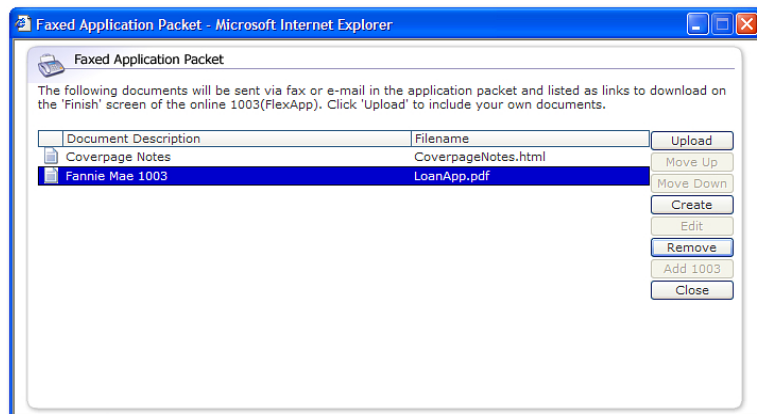 Faxed Application Packet - Microsoft Internet Explorer
Faxed Application Packet
The following documents will be sent via fax or e-mail in the application packet and listed as links to download on
the 'Finish' screen of the online 1003(FlexApp). Click 'Upload' to include your own documents.
Document Description Filename Upload
Coverpage Notes CoverpageNotes.html Move Up
Fannie Mae 1003 LoanApp.pdf Move Down
Create
Edit
Remove
Add 1003
Close